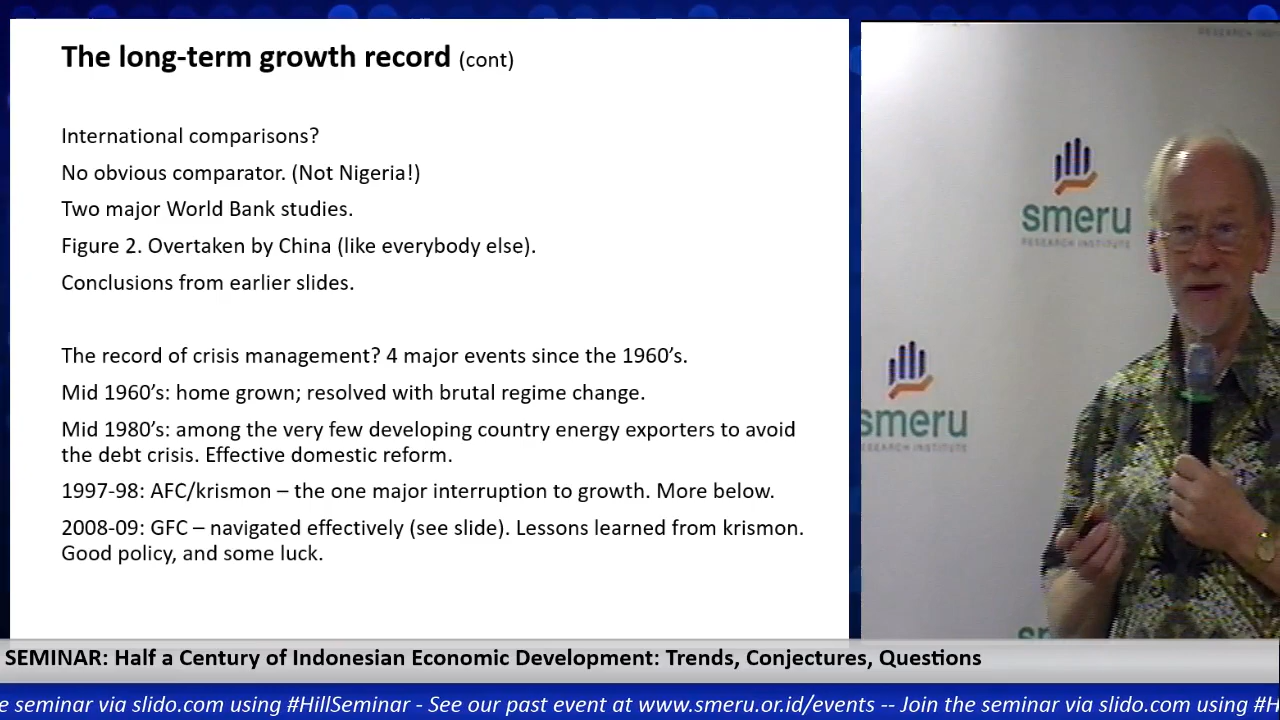 The long-term growth record (cont)
International comparisons?
No obvious comparator. (Not Nigeria!)
Two major World Bank studies.
Figure 2. Overtaken by China (like everybody else).
Conclusions from earlier slides.
The record of crisis management? 4 major events since the 1960’s.
Mid 1960’s: home grown; resolved with brutal regime change.
Mid 1980’s: among the very few developing country energy exporters to avoid
the debt crisis. Effective domestic reform.
1997-98: AFC/krismon – the one major interruption to growth. More below.
2008-09: GFC – navigated effectively (see slide). Lessons learned from krismon.
Good policy, and some luck.
smeru
RESEARCH INSTITUTE
smeru
RESEARCH INSTITUTE
SEMINAR: Half a Century of Indonesian Economic Development: Trends, Conjectures, Questions
e seminar via slido.com using #HillSeminar - See our past event at www.smeru.or.id/events -- Join the seminar via slido.com using #H